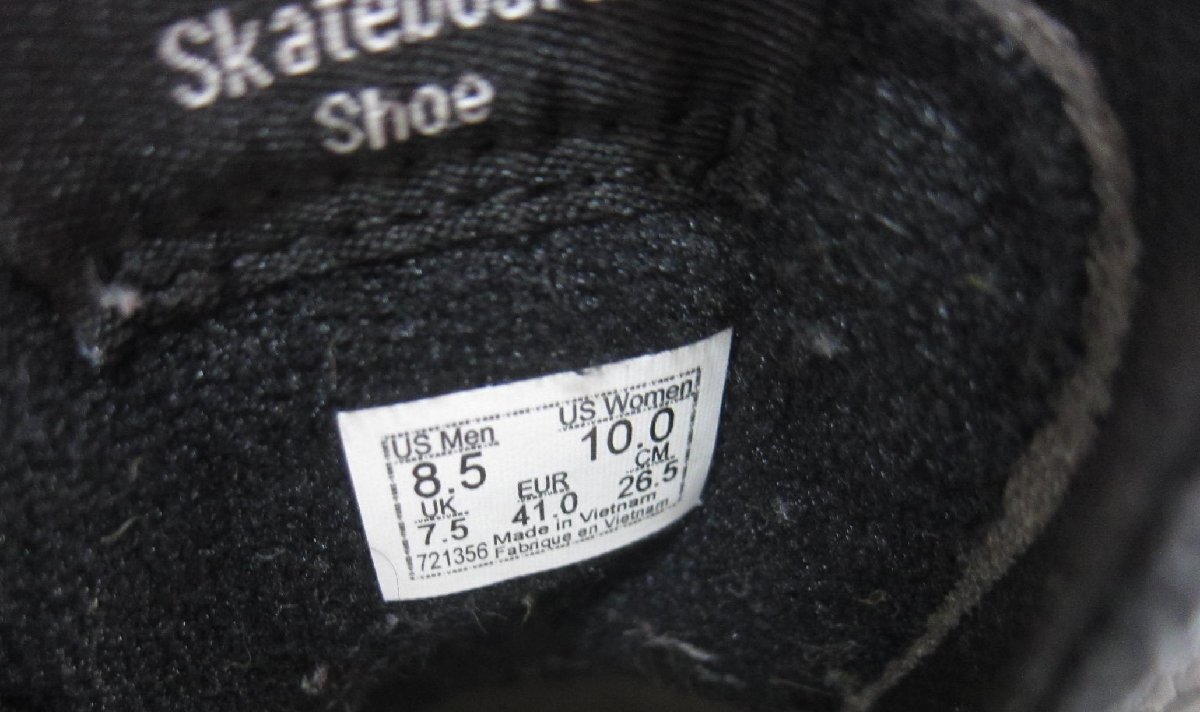 Skateboard
Shoe
US Men US Women
8.5 10.0
UK EUR CM
7.5 41.0 26.5
Made in Vietnam
721356 Fabrique en Vietnam